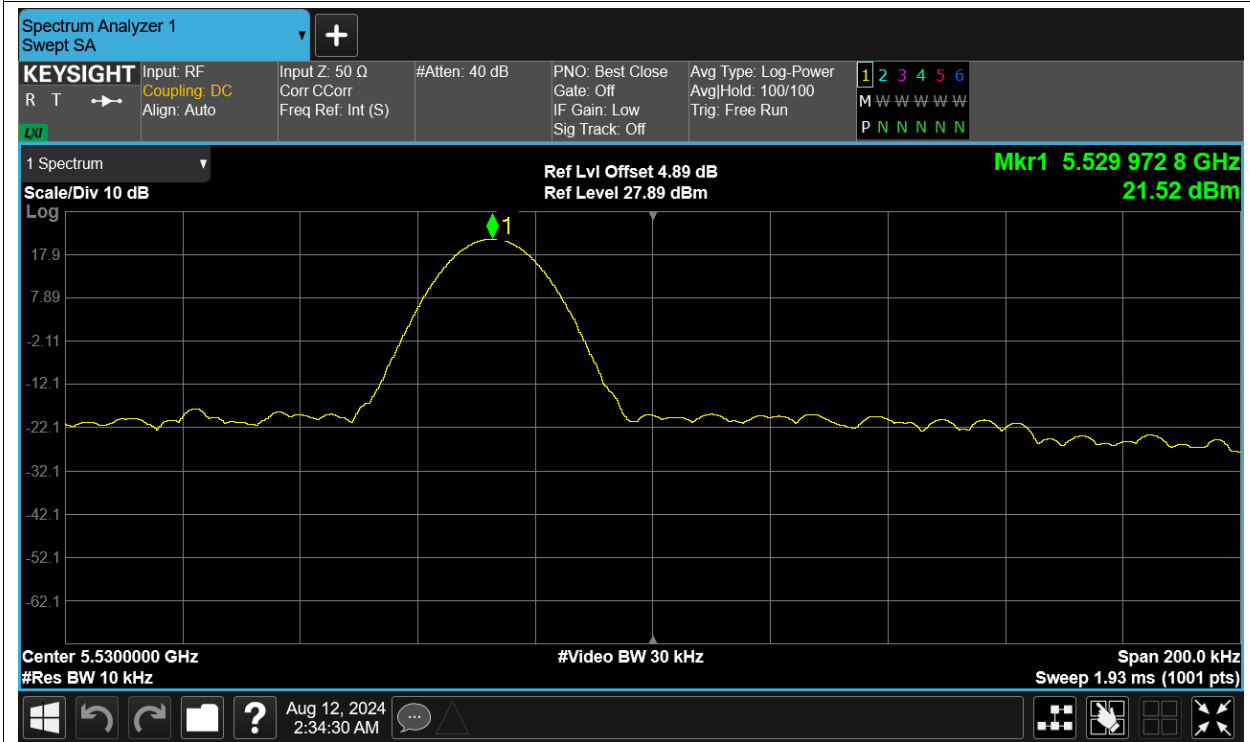 Spectrum Analyzer 1
Swept SA
KEYSIGHT
R T
LXI
Input: RF
Coupling: DC
Align: Auto
Input Z: 50 Ω
Corr CCorr
Freq Ref: Int (S)
#Atten: 40 dB
PNO: Best Close
Gate: Off
IF Gain: Low
Sig Track: Off
Avg Type: Log-Power
Avg|Hold: 100/100
Trig: Free Run
1 2 3 4 5 6
M W W W W W
P N N N N N
1 Spectrum
Scale/Div 10 dB
Ref Lvl Offset 4.89 dB
Ref Level 27.89 dBm
Mkr1 5.529 972 8 GHz
21.52 dBm
Log
1
17.9
7.89
-2.11
-12.1
-22.1
-32.1
-42.1
-52.1
-62.1
Center 5.5300000 GHz
#Video BW 30 kHz
Span 200.0 kHz
#Res BW 10 kHz
Sweep 1.93 ms (1001 pts)
?
Aug 12, 2024
2:34:30 AM